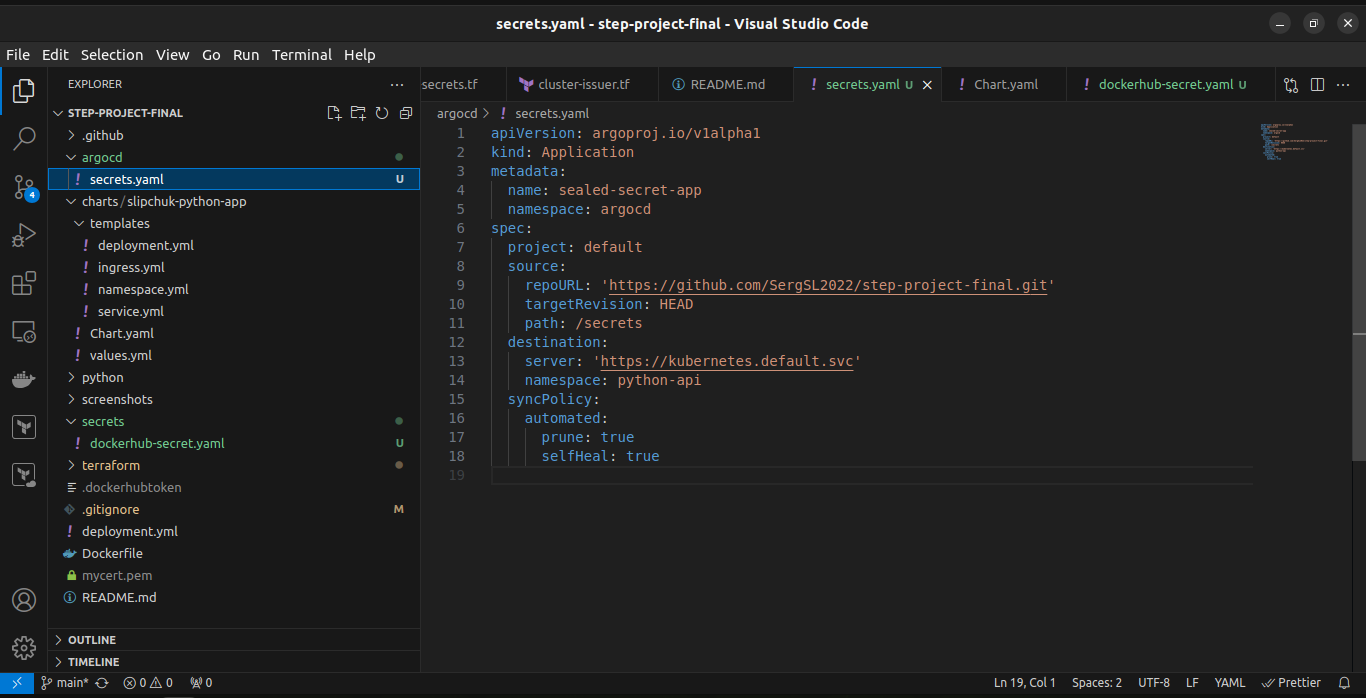 secrets.yaml - step-project-final - Visual Studio Code
File Edit Selection View Go Run Terminal Help
EXPLORER
secrets.tf
cluster-issuer.tf
README.md
secrets.yaml U
Chart.yaml
dockerhub-secret.yaml U
STEP-PROJECT-FINAL
.github
argocd
secrets.yaml U
charts/slipchuk-python-app
templates
deployment.yml
ingress.yml
namespace.yml
service.yml
Chart.yaml
values.yml
python
screenshots
secrets
dockerhub-secret.yaml U
terraform
.dockerhubtoken
.gitignore M
deployment.yml
Dockerfile
mycert.pem
README.md
OUTLINE
TIMELINE
4
argocd > secrets.yaml
1 apiVersion: argoproj.io/v1alpha1
2 kind: Application
3 metadata:
4 name: sealed-secret-app
5 namespace: argocd
6 spec:
7 project: default
8 source:
9 repoURL: 'https://github.com/SergSL2022/step-project-final.git'
10 targetRevision: HEAD
11 path: /secrets
12 destination:
13 server: 'https://kubernetes.default.svc'
14 namespace: python-api
15 syncPolicy:
16 automated:
17 prune: true
18 selfHeal: true
19
main* 0 0 0 Ln 19, Col 1 Spaces: 2 UTF-8 LF YAML Prettier